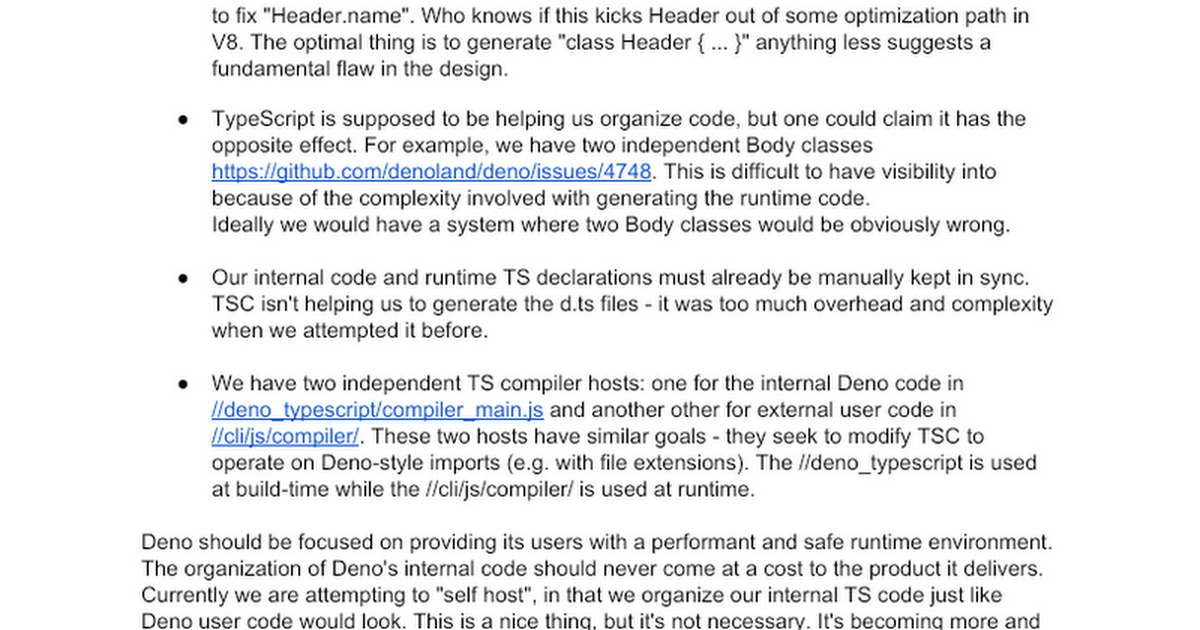 to fix "Header.name". Who knows if this kicks Header out of some optimization path in
V8. The optimal thing is to generate "class Header { ... }" anything less suggests a
fundamental flaw in the design.
● TypeScript is supposed to be helping us organize code, but one could claim it has the
opposite effect. For example, we have two independent Body classes
https://github.com/denoland/deno/issues/4748. This is difficult to have visibility into
because of the complexity involved with generating the runtime code.
Ideally we would have a system where two Body classes would be obviously wrong.
● Our internal code and runtime TS declarations must already be manually kept in sync.
TSC isn't helping us to generate the d.ts files - it was too much overhead and complexity
when we attempted it before.
● We have two independent TS compiler hosts: one for the internal Deno code in
//deno_typescript/compiler_main.js and another other for external user code in
//cli/js/compiler/. These two hosts have similar goals - they seek to modify TSC to
operate on Deno-style imports (e.g. with file extensions). The //deno_typescript is used
at build-time while the //cli/js/compiler/ is used at runtime.
Deno should be focused on providing its users with a performant and safe runtime environment.
The organization of Deno's internal code should never come at a cost to the product it delivers.
Currently we are attempting to "self host", in that we organize our internal TS code just like
Deno user code would look. This is a nice thing, but it's not necessary. It's becoming more and